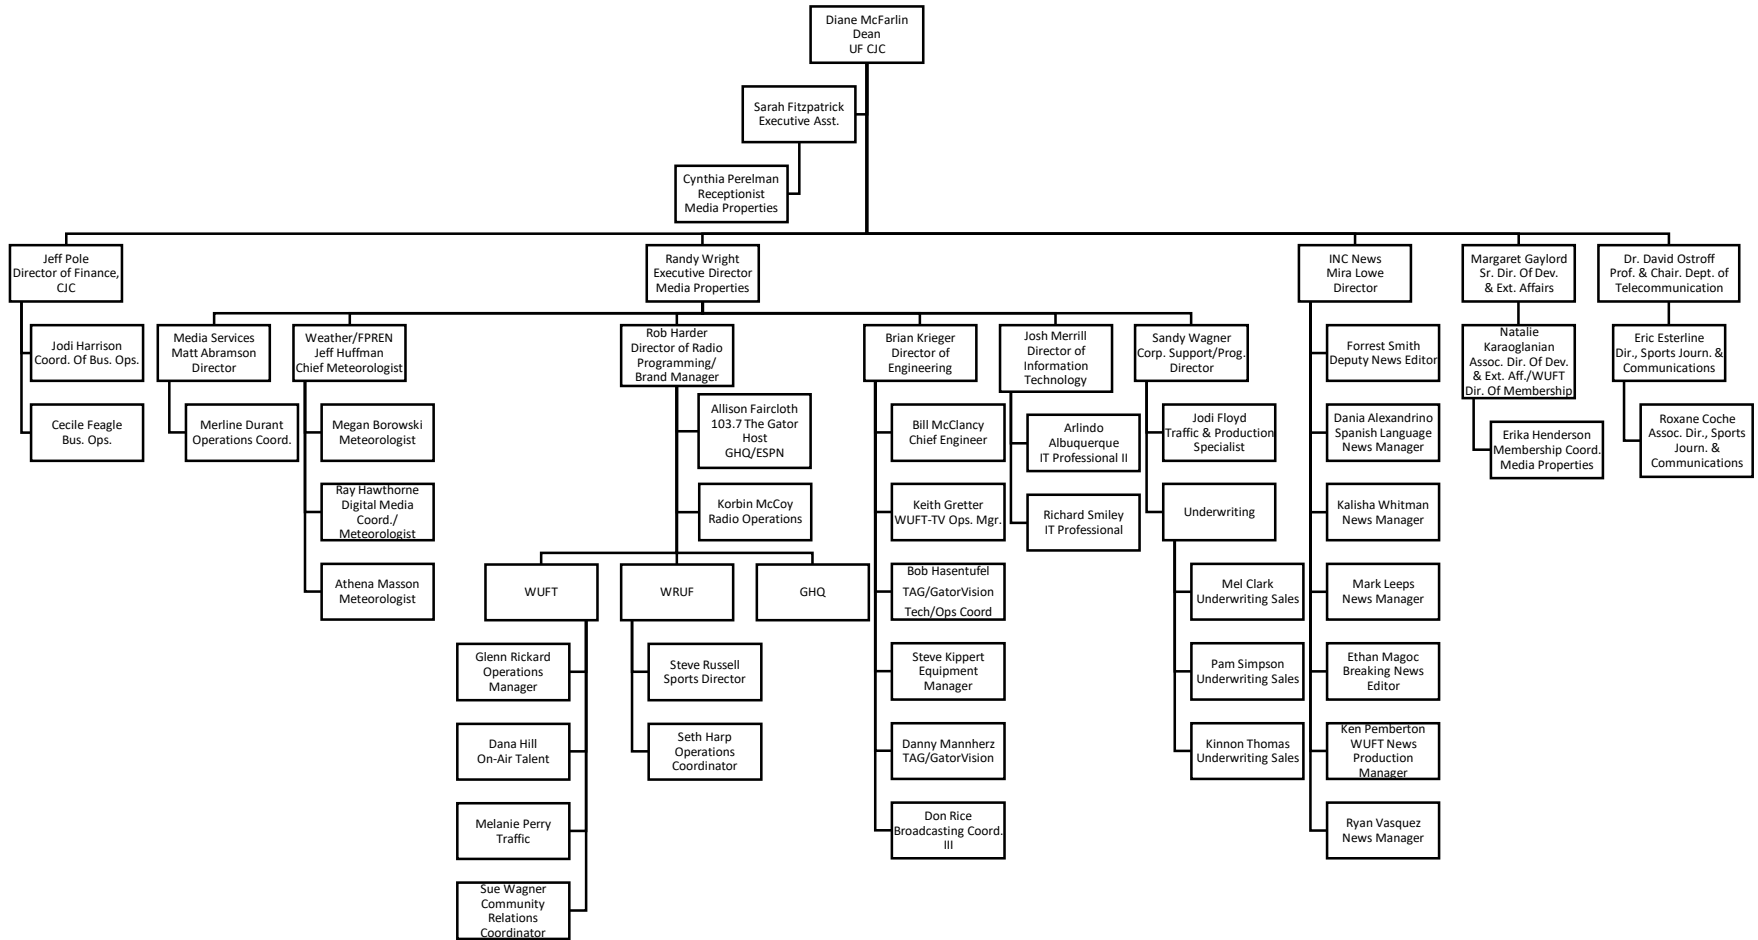 Diane McFarlin
Dean
UF CJC
Sarah Fitzpatrick
Executive Asst.
Cynthia Perelman
Receptionist
Media Properties
Jeff Pole
Director of Finance,
CJC
Randy Wright
Executive Director
Media Properties
INC News
Mira Lowe
Director
Margaret Gaylord
Sr. Dir. Of Dev.
& Ext. Affairs
Dr. David Ostroff
Prof. & Chair. Dept. of
Telecommunication
Jodi Harrison
Coord. Of Bus. Ops.
Cecile Feagle
Bus. Ops.
Media Services
Matt Abramson
Director
Merline Durant
Operations Coord.
Weather/FPREN
Jeff Huffman
Chief Meteorologist
Megan Borowski
Meteorologist
Ray Hawthorne
Digital Media
Coord./
Meteorologist
Athena Masson
Meteorologist
Rob Harder
Director of Radio
Programming/
Brand Manager
Allison Faircloth
103.7 The Gator
Host
GHQ/ESPN
Korbin McCoy
Radio Operations
WUFT
WRUF
GHQ
Glenn Rickard
Operations
Manager
Dana Hill
On-Air Talent
Melanie Perry
Traffic
Sue Wagner
Community
Relations
Coordinator
Steve Russell
Sports Director
Seth Harp
Operations
Coordinator
Brian Krieger
Director of
Engineering
Bill McClancy
Chief Engineer
Keith Gretter
WUFT-TV Ops. Mgr.
Bob Hasentufel
TAG/GatorVision
Tech/Ops Coord
Steve Kippert
Equipment
Manager
Danny Mannherz
TAG/GatorVision
Don Rice
Broadcasting Coord.
III
Josh Merrill
Director of
Information
Technology
Arlindo
Albuquerque
IT Professional II
Richard Smiley
IT Professional
Sandy Wagner
Corp. Support/Prog.
Director
Jodi Floyd
Traffic & Production
Specialist
Underwriting
Mel Clark
Underwriting Sales
Pam Simpson
Underwriting Sales
Kinnon Thomas
Underwriting Sales
Forrest Smith
Deputy News Editor
Dania Alexandrino
Spanish Language
News Manager
Kalisha Whitman
News Manager
Mark Leeps
News Manager
Ethan Magoc
Breaking News
Editor
Ken Pemberton
WUFT News
Production
Manager
Ryan Vasquez
News Manager
Natalie
Karaoglanian
Assoc. Dir. Of Dev.
& Ext. Aff./WUFT
Dir. Of Membership
Erika Henderson
Membership Coord.
Media Properties
Eric Esterline
Dir., Sports Journ. &
Communications
Roxane Coche
Assoc. Dir., Sports
Journ. &
Communications